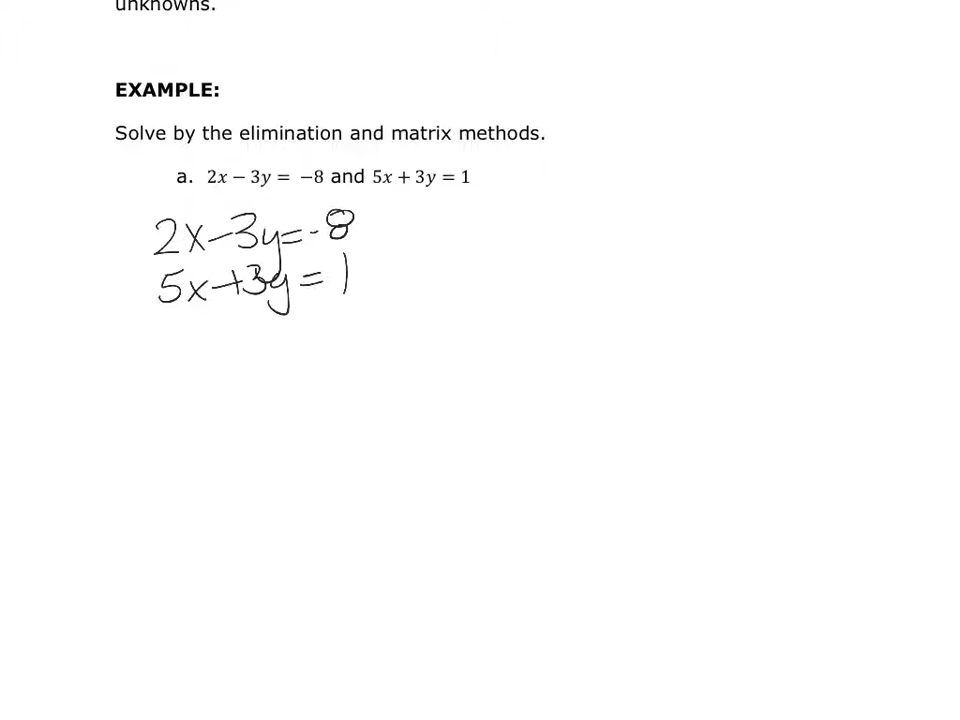 unknowns.
EXAMPLE:
Solve by the elimination and matrix methods.
a. 2x − 3y = −8 and 5x + 3y = 1
2x-3y=-8
5x+3y=1